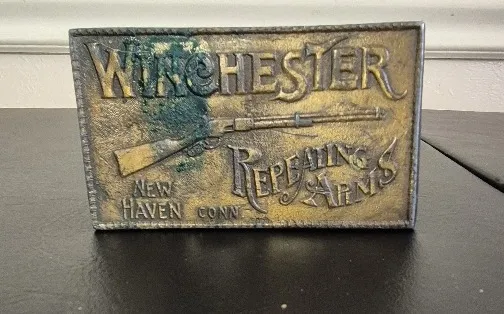 WINCHESTER
REPEATING
ARMS
NEW
HAVEN CONN